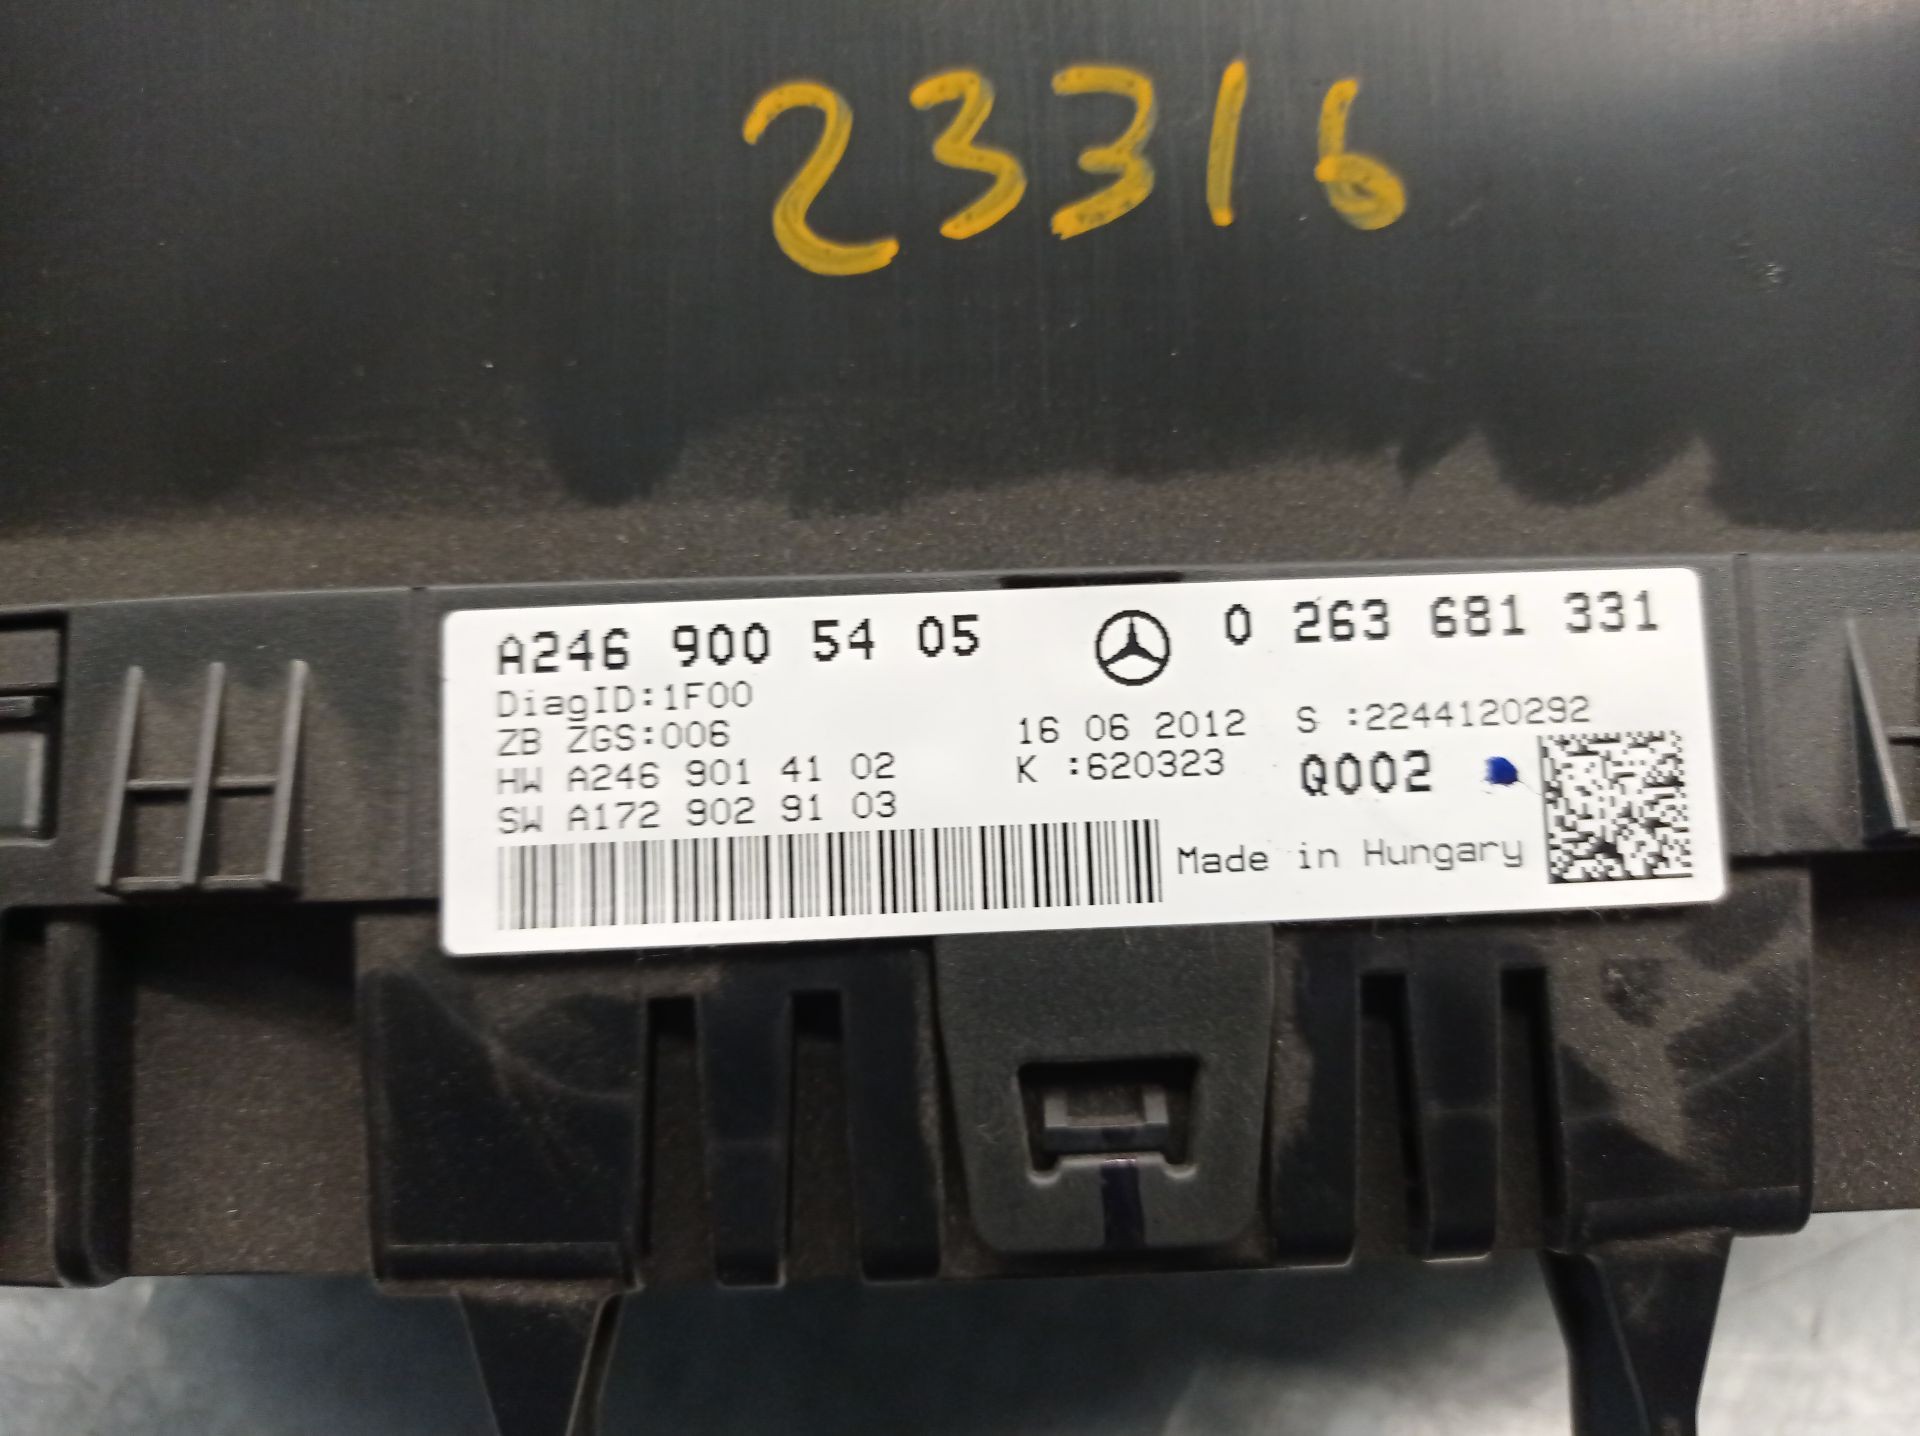 23316
A246 900 54 05
0 263 681 331
DiagID:1F00
ZB ZGS:006
16 06 2012 S :2244120292
HW A246 901 41 02
K :620323
Q002
SW A172 902 91 03
Made in Hungary